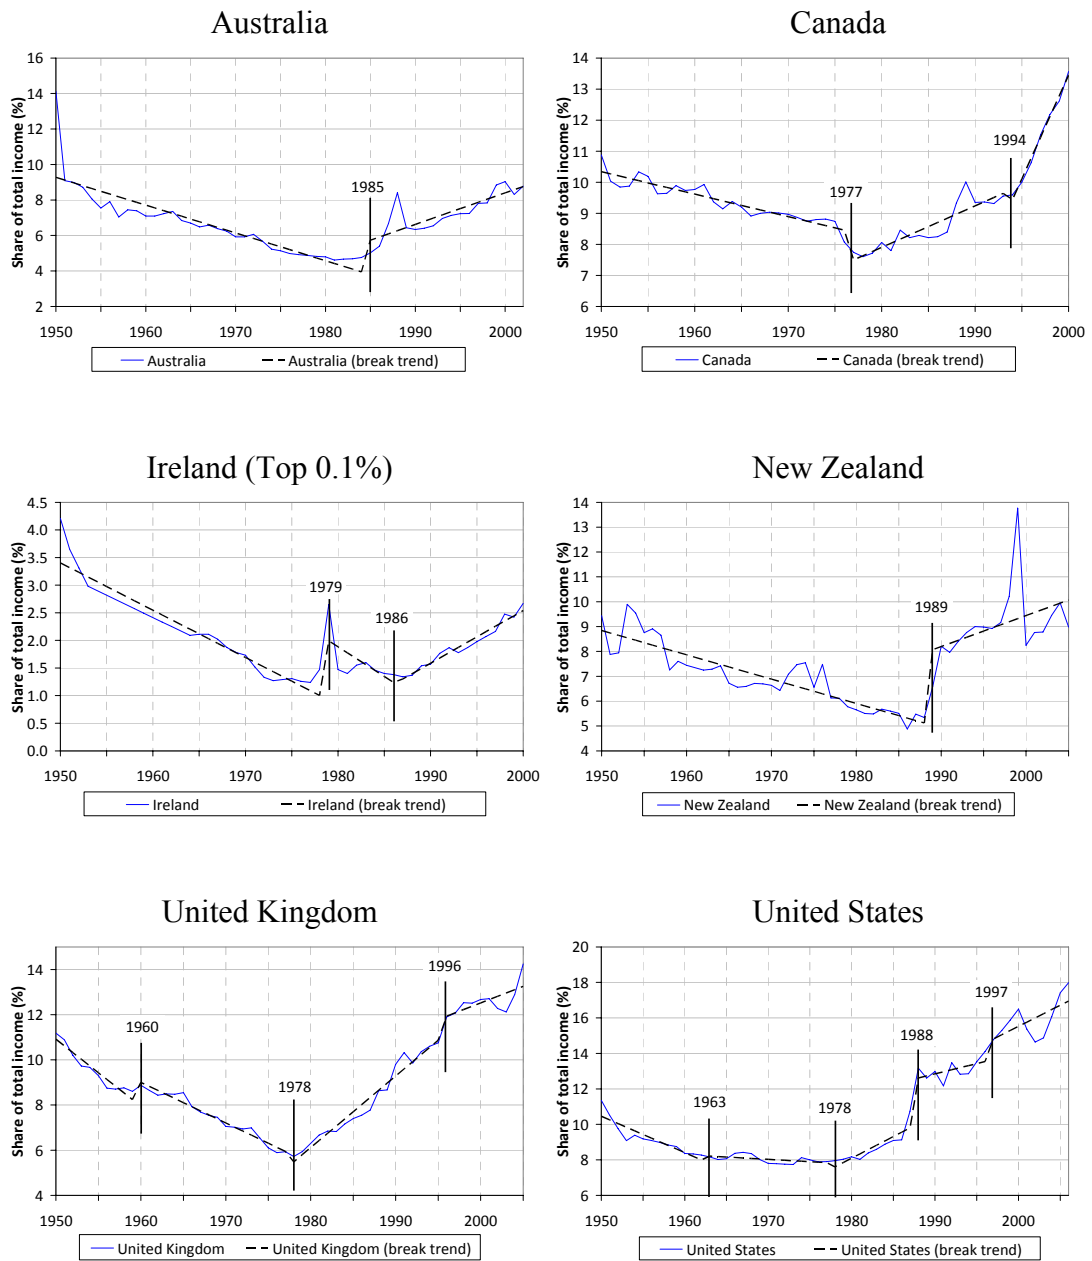 Australia
Share of total income (%)
16
14
12
10
8
6
4
2
1985
1950 1960 1970 1980 1990 2000
Australia Australia (break trend)
Canada
Share of total income (%)
14
13
12
11
10
9
8
7
6
1977
1994
1950 1960 1970 1980 1990 2000
Canada Canada (break trend)
Ireland (Top 0.1%)
Share of total income (%)
4.5
4.0
3.5
3.0
2.5
2.0
1.5
1.0
0.5
0.0
1979
1986
1950 1960 1970 1980 1990 2000
Ireland Ireland (break trend)
New Zealand
Share of total income (%)
14
13
12
11
10
9
8
7
6
5
4
1989
1950 1960 1970 1980 1990 2000
New Zealand New Zealand (break trend)
United Kingdom
Share of total income (%)
14
12
10
8
6
4
1960
1978
1996
1950 1960 1970 1980 1990 2000
United Kingdom United Kingdom (break trend)
United States
Share of total income (%)
20
18
16
14
12
10
8
6
1963
1978
1988
1997
1950 1960 1970 1980 1990 2000
United States United States (break trend)